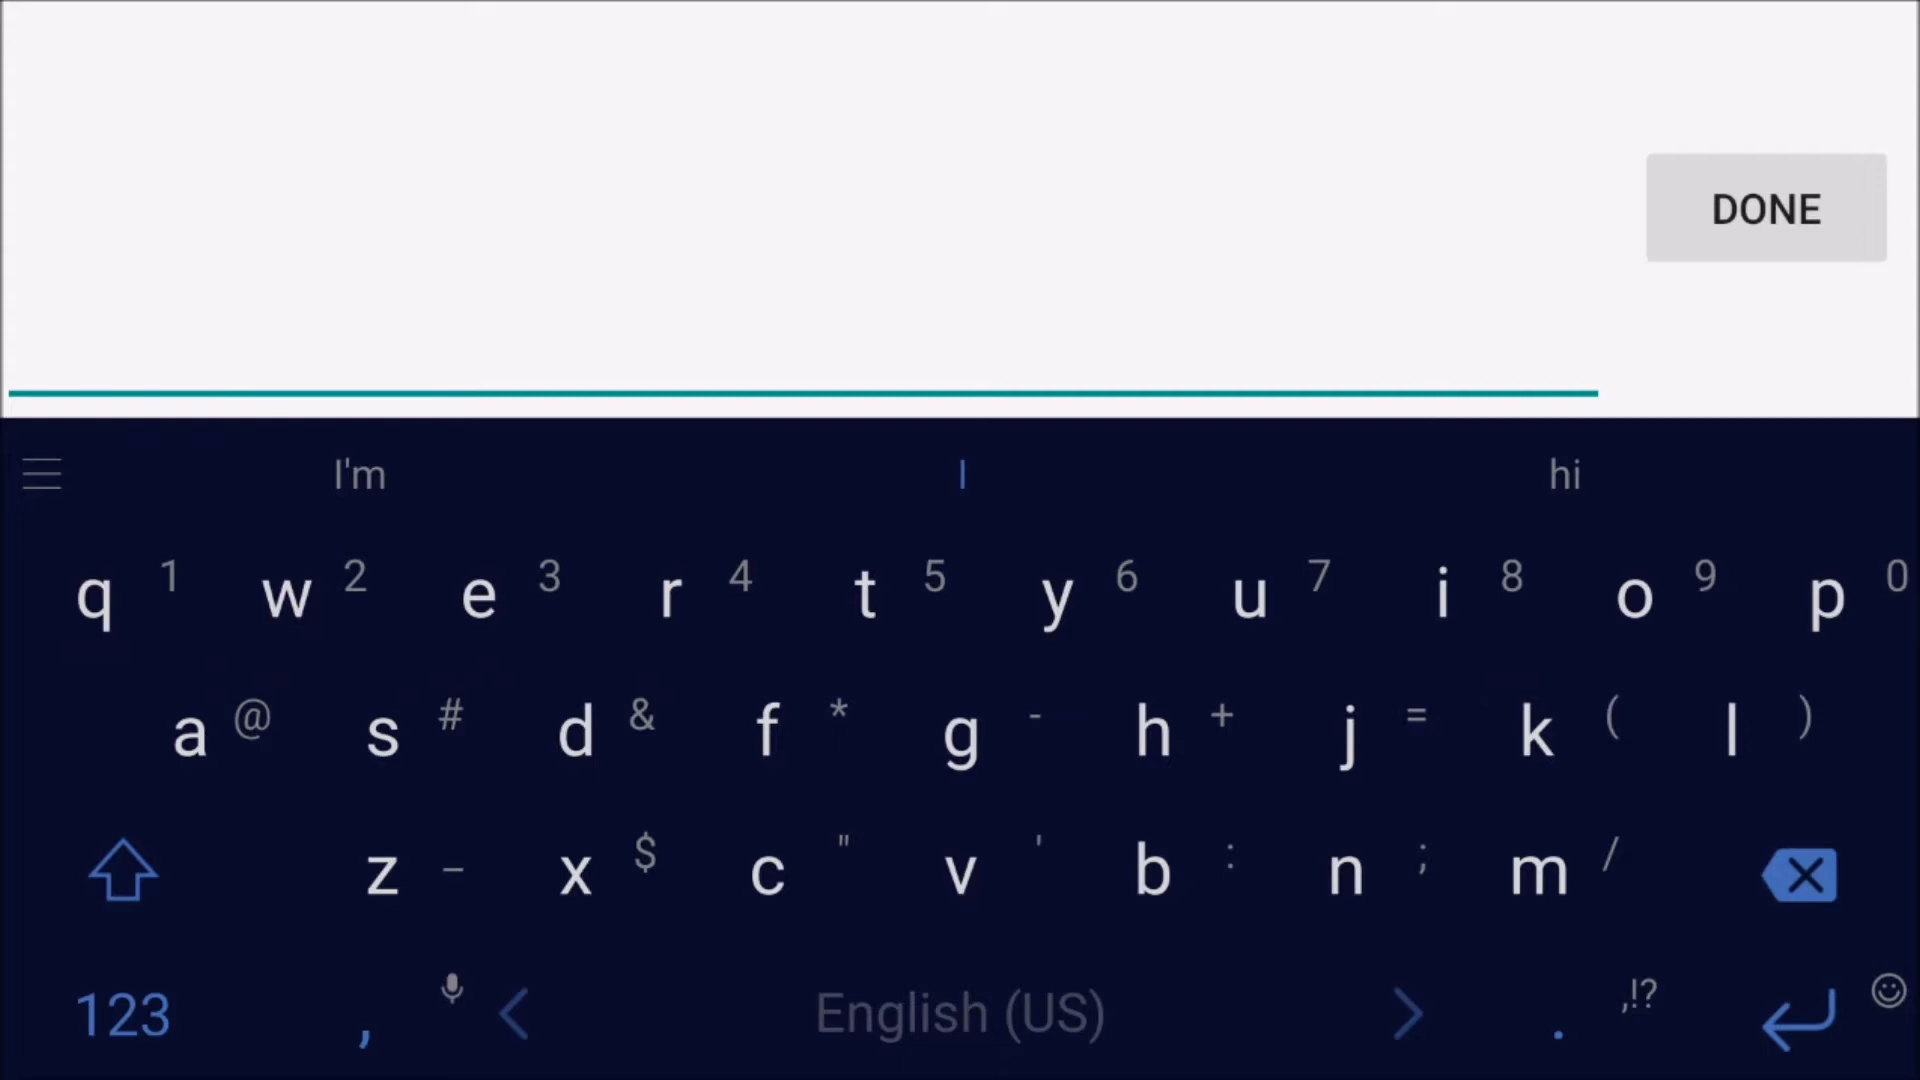 DONE
I'm I hi
q 1 w 2 e 3 r 4 t 5 y 6 u 7 i 8 o 9 p 0
a @ s # d & f * g - h + j = k ( l )
z _ x $ c " v ' b : n ; m /
123 , English (US) . ,!?